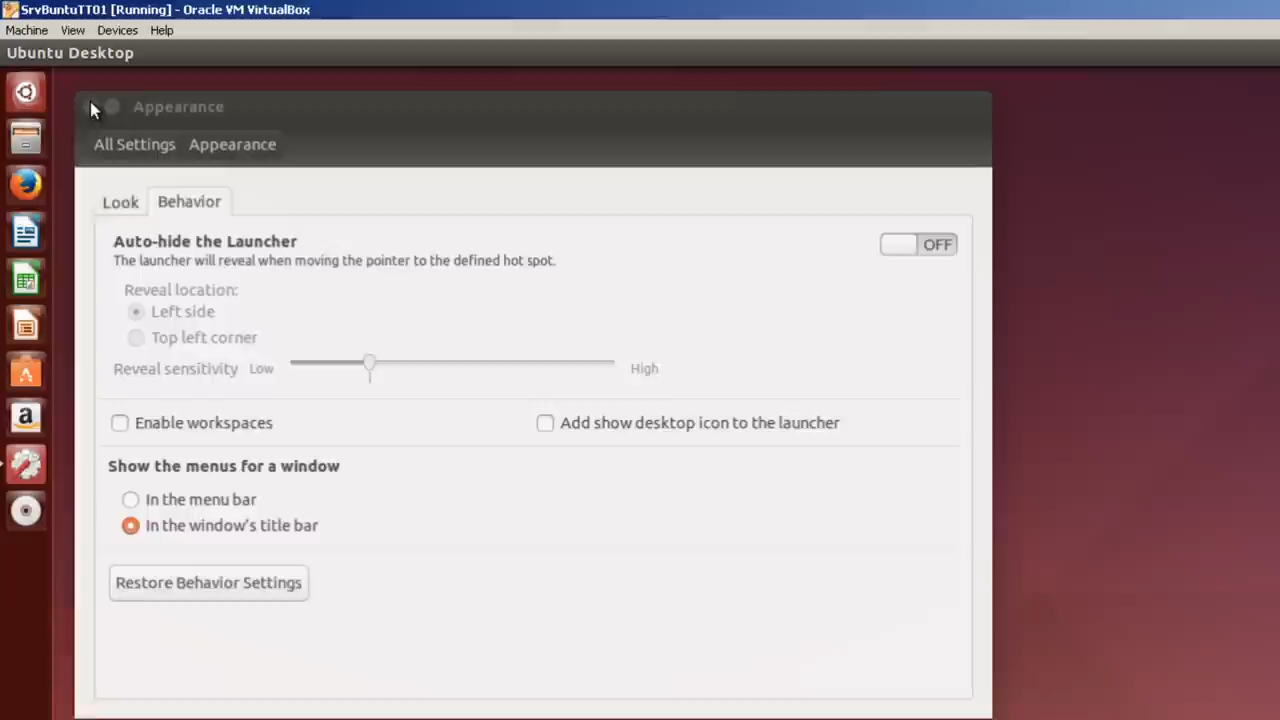 SrvBuntuTT01 [Running] - Oracle VM VirtualBox
Machine View Devices Help
Ubuntu Desktop
Appearance
All Settings Appearance
Look Behavior
Auto-hide the Launcher
OFF
The launcher will reveal when moving the pointer to the defined hot spot.
Reveal location:
Left side
Top left corner
Reveal sensitivity Low High
Enable workspaces Add show desktop icon to the launcher
Show the menus for a window
In the menu bar
In the window's title bar
Restore Behavior Settings
a